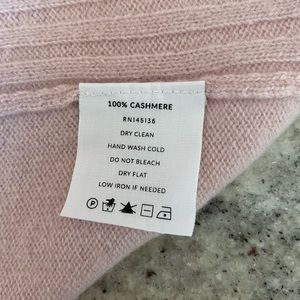 100% CASHMERE
RN145136
DRY CLEAN
HAND WASH COLD
DO NOT BLEACH
DRY FLAT
LOW IRON IF NEEDED
P